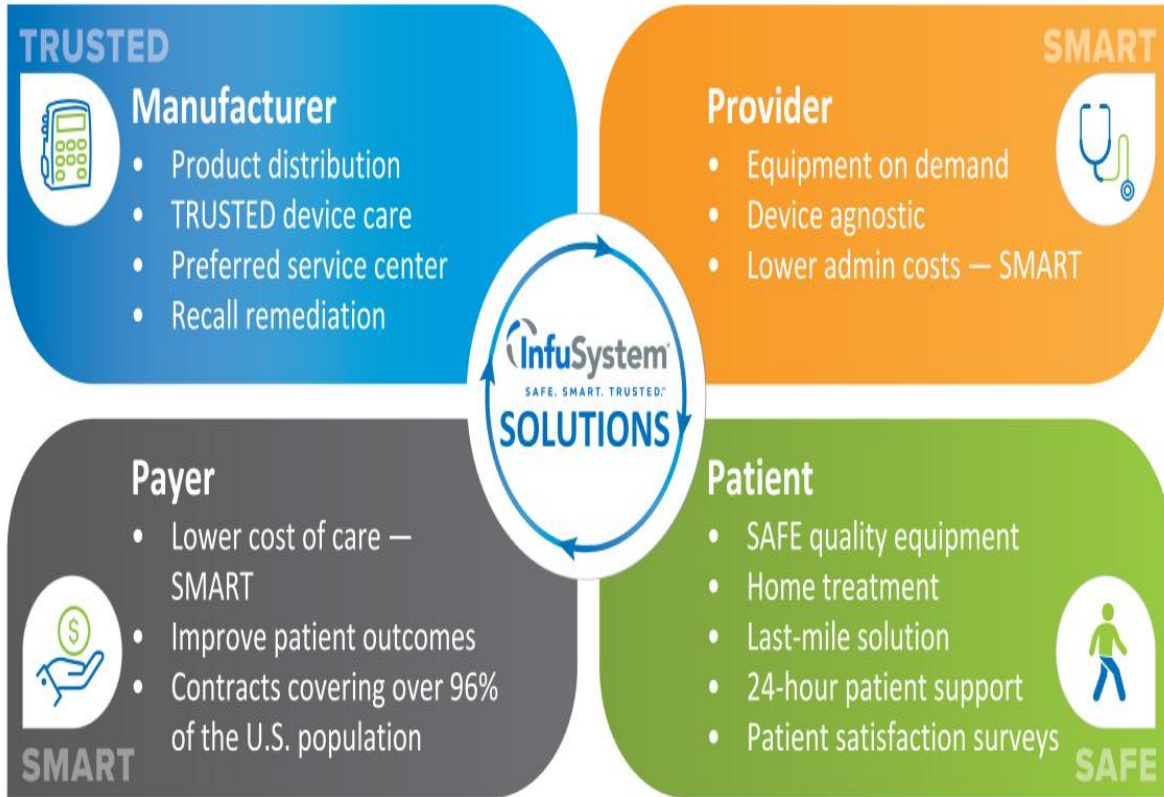 TRUSTED
Manufacturer
• Product distribution
• TRUSTED device care
• Preferred service center
• Recall remediation
SMART
Provider
• Equipment on demand
• Device agnostic
• Lower admin costs — SMART
InfuSystem®
SAFE. SMART. TRUSTED.™
SOLUTIONS
Payer
• Lower cost of care —
SMART
• Improve patient outcomes
• Contracts covering over 96%
of the U.S. population
$
SMART
Patient
• SAFE quality equipment
• Home treatment
• Last-mile solution
• 24-hour patient support
• Patient satisfaction surveys
SAFE